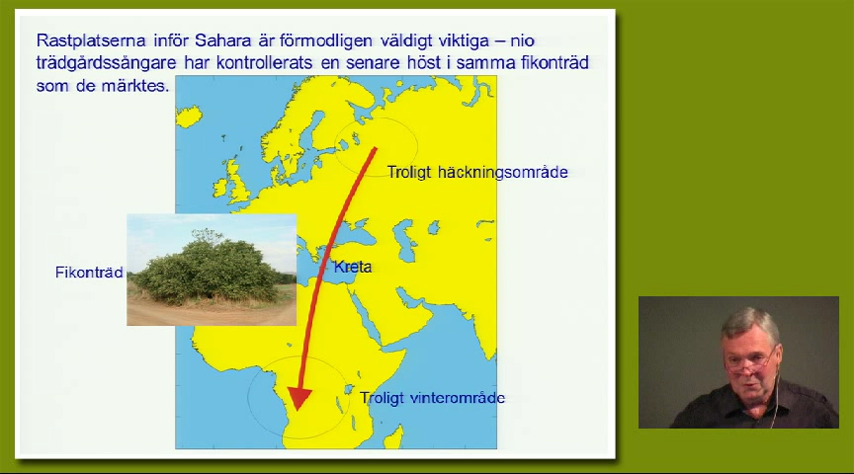 Rastplatserna inför Sahara är förmodligen väldigt viktiga – nio
trädgårdssångare har kontrollerats en senare höst i samma fikonträd
som de märktes.
Troligt häckningsområde
Kreta
Fikonträd
Troligt vinterområde